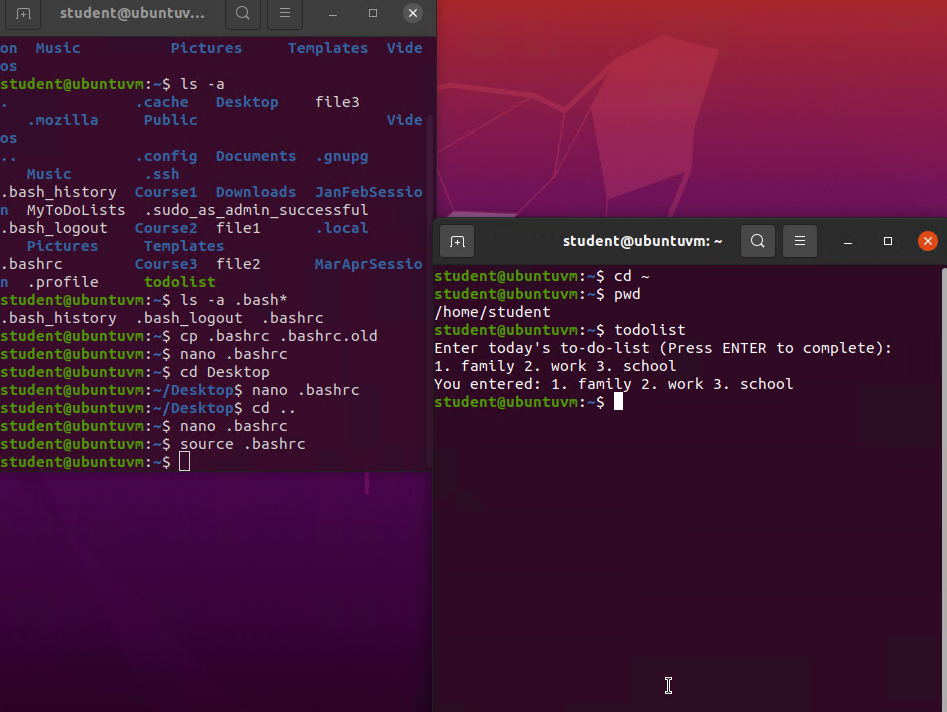 student@ubuntuv...
on  Music          Pictures     Templates  Vide
os
student@ubuntuvm:~$ ls -a
.              .cache   Desktop    file3
   .mozilla     Public                     Vide
os
..             .config  Documents  .gnupg
   Music        .ssh
.bash_history  Course1  Downloads  JanFebSessio
n  MyToDoLists  .sudo_as_admin_successful
.bash_logout   Course2  file1      .local
   Pictures     Templates
.bashrc        Course3  file2      MarAprSessio
n  .profile     todolist
student@ubuntuvm:~$ ls -a .bash*
.bash_history  .bash_logout  .bashrc
student@ubuntuvm:~$ cp .bashrc .bashrc.old
student@ubuntuvm:~$ nano .bashrc
student@ubuntuvm:~$ cd Desktop
student@ubuntuvm:~/Desktop$ nano .bashrc
student@ubuntuvm:~/Desktop$ cd ..
student@ubuntuvm:~$ nano .bashrc
student@ubuntuvm:~$ source .bashrc
student@ubuntuvm:~$
student@ubuntuvm: ~
student@ubuntuvm:~$ cd ~
student@ubuntuvm:~$ pwd
/home/student
student@ubuntuvm:~$ todolist
Enter today's to-do-list (Press ENTER to complete):
1. family 2. work 3. school
You entered: 1. family 2. work 3. school
student@ubuntuvm:~$